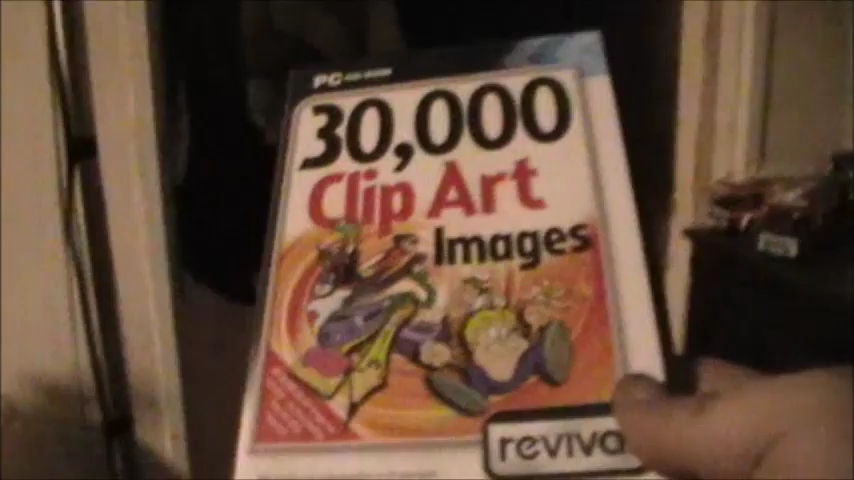 PC CD-ROM
30,000
Clip Art
Images
reviva